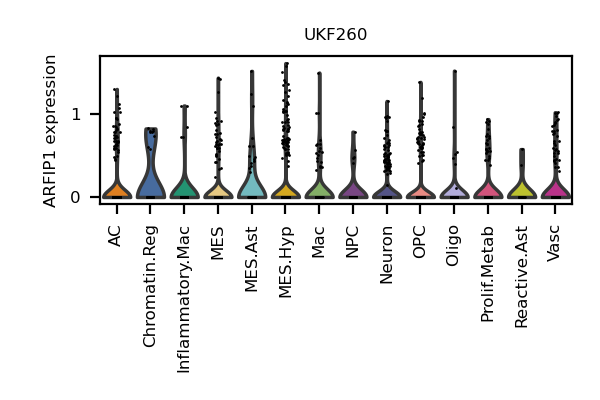 UKF260
ARFIP1 expression
1
0
AC
Chromatin.Reg
Inflammatory.Mac
MES
MES.Ast
MES.Hyp
Mac
NPC
Neuron
OPC
Oligo
Prolif.Metab
Reactive.Ast
Vasc